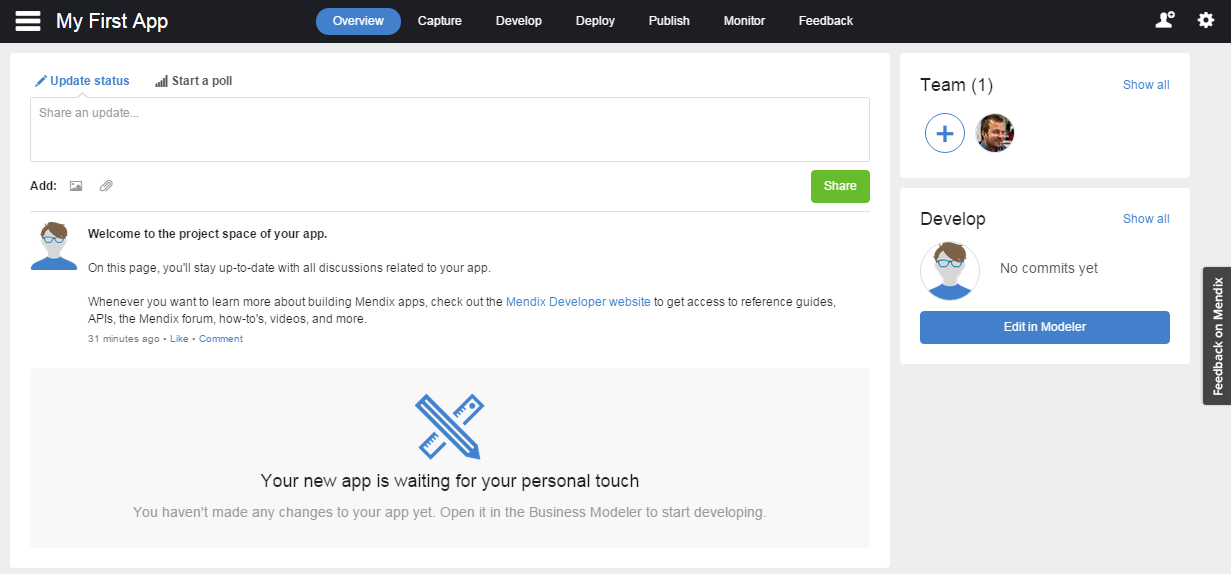 My First App
Overview
Capture
Develop
Deploy
Publish
Monitor
Feedback
Update status
Start a poll
Share an update...
Add:
Share
Welcome to the project space of your app.
On this page, you'll stay up-to-date with all discussions related to your app.
Whenever you want to learn more about building Mendix apps, check out the Mendix Developer website to get access to reference guides,
APIs, the Mendix forum, how-to's, videos, and more.
31 minutes ago • Like • Comment
Your new app is waiting for your personal touch
You haven't made any changes to your app yet. Open it in the Business Modeler to start developing.
Team (1)
Show all
Develop
Show all
No commits yet
Edit in Modeler
Feedback on Mendix